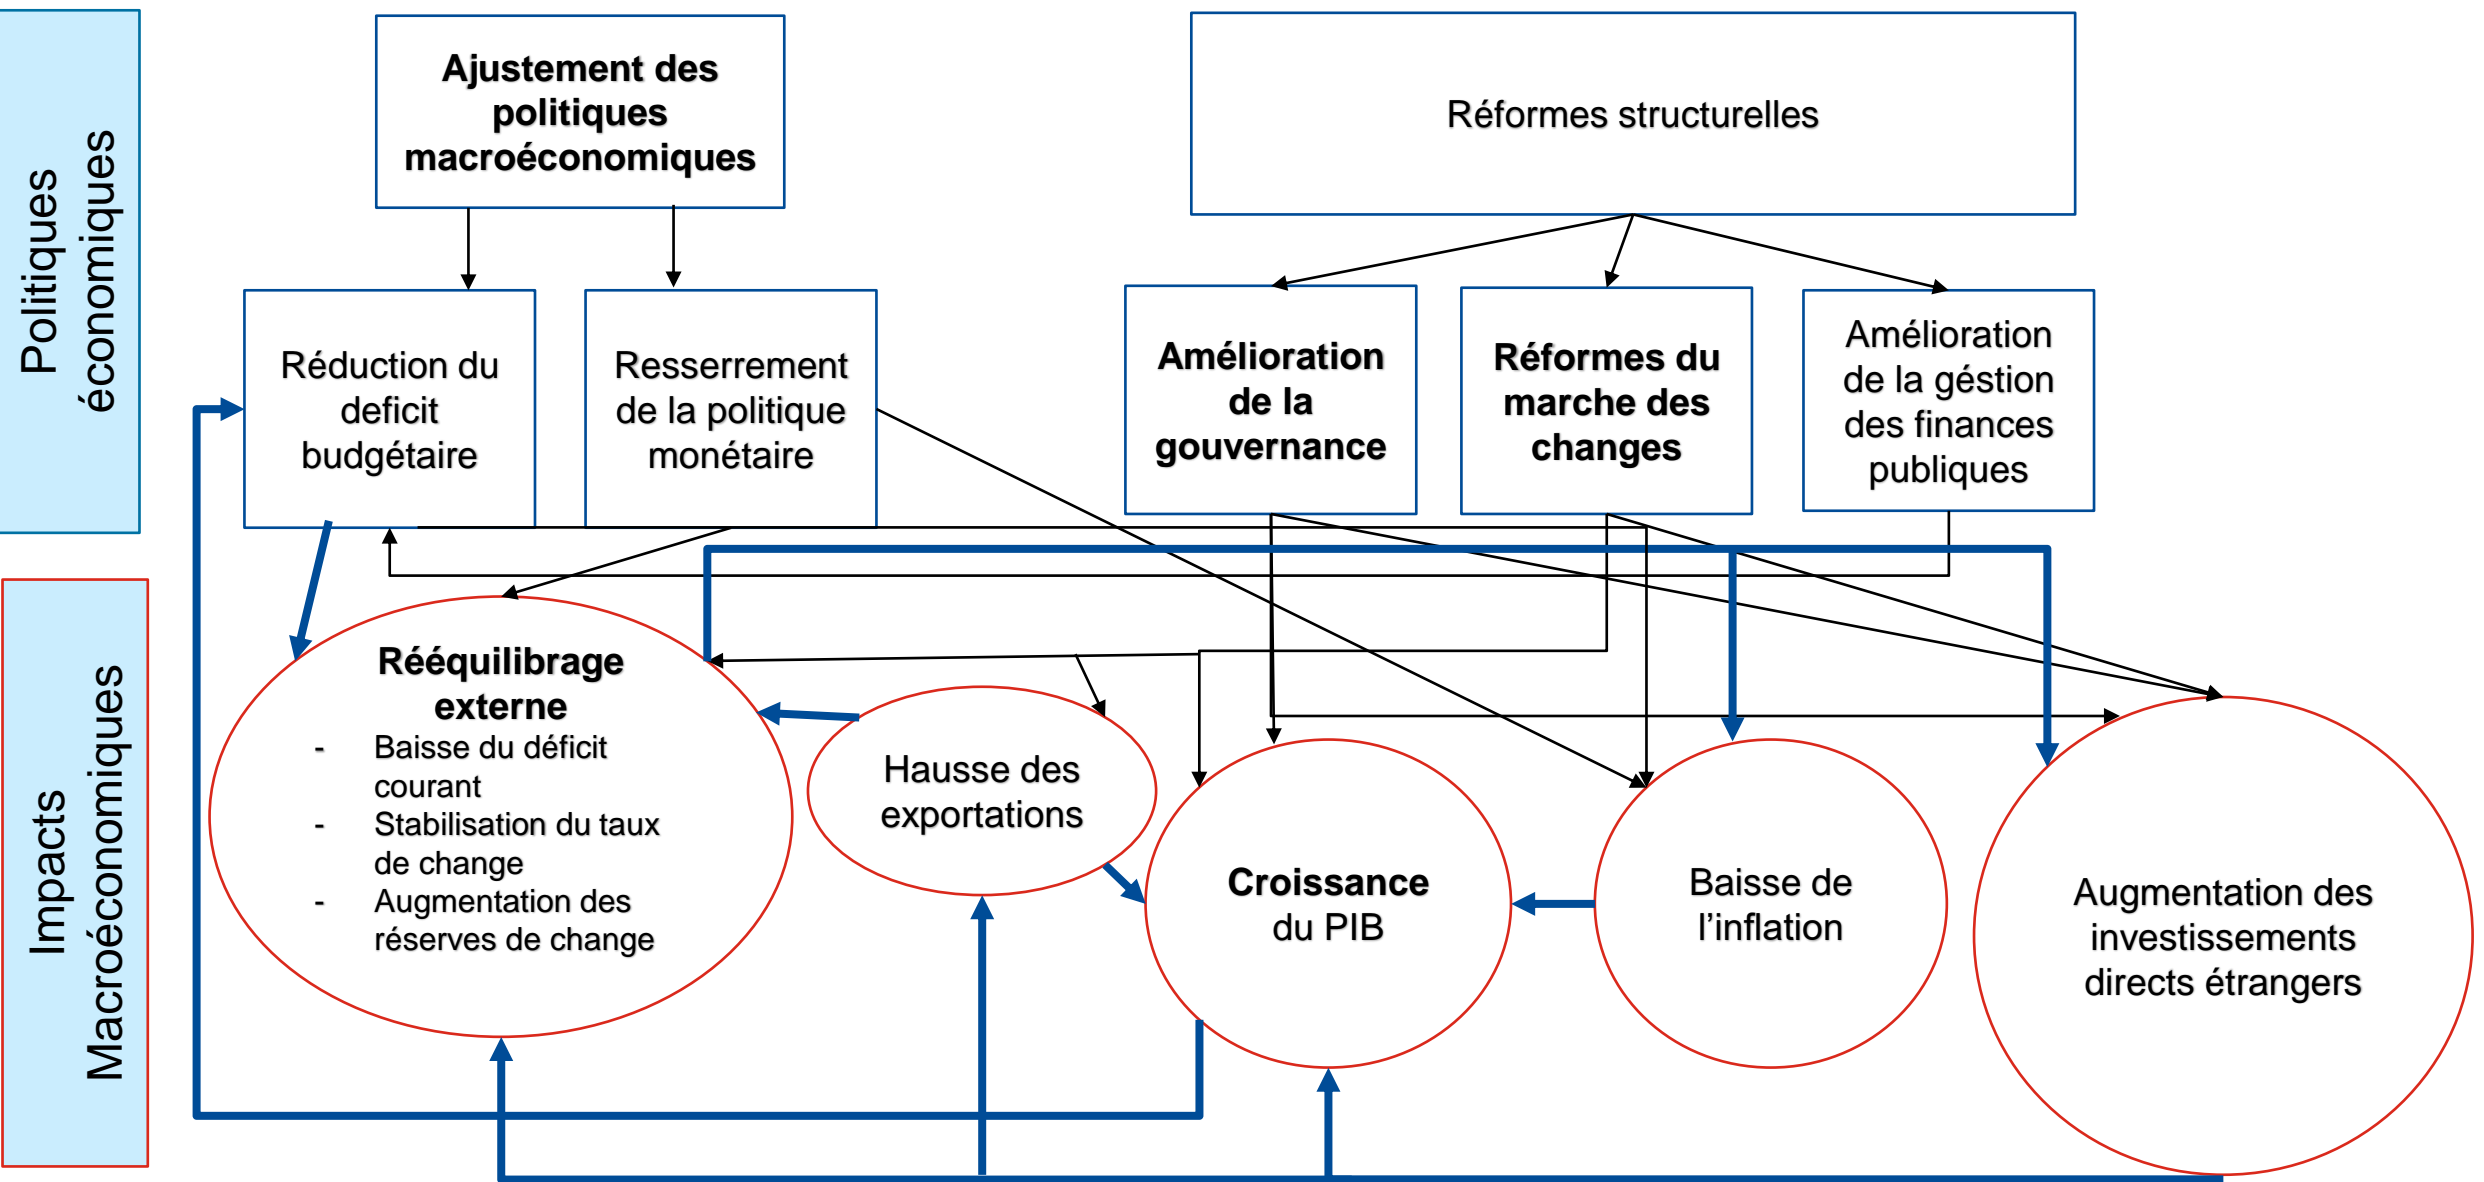 Politiques
économiques
Ajustement des
politiques
macroéconomiques
Réformes structurelles
Réduction du
deficit
budgétaire
Resserrement
de la politique
monétaire
Amélioration
de la
gouvernance
Réformes du
marche des
changes
Amélioration
de la géstion
des finances
publiques
Impacts
Macroéconomiques
Rééquilibrage
externe
- Baisse du déficit
courant
- Stabilisation du taux
de change
- Augmentation des
réserves de change
Hausse des
exportations
Croissance
du PIB
Baisse de
l’inflation
Augmentation des
investissements
directs étrangers